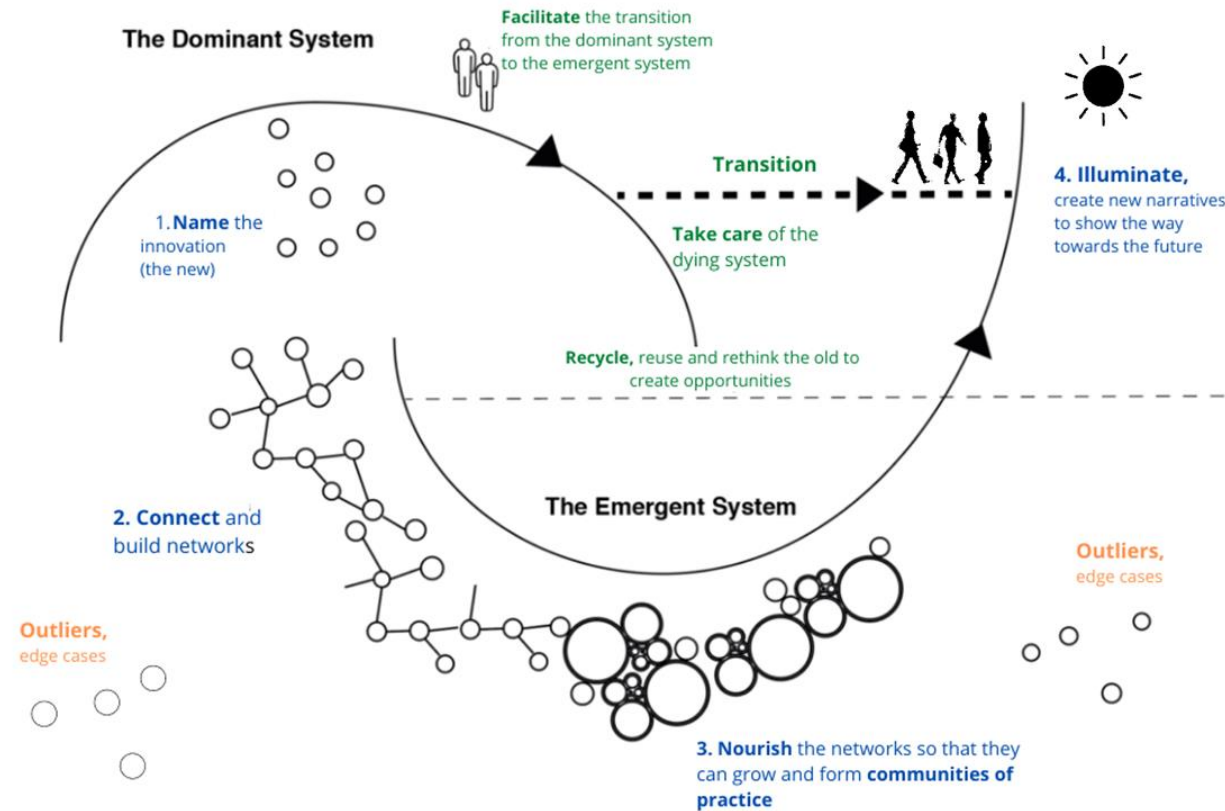 The Dominant System
Facilitate the transition
from the dominant system
to the emergent system
1.Name the
innovation
(the new)
Transition
Take care of the
dying system
4. Illuminate,
create new narratives
to show the way
towards the future
Recycle, reuse and rethink the old to
create opportunities
2. Connect and
build networks
The Emergent System
Outliers,
edge cases
Outliers,
edge cases
3. Nourish the networks so that they
can grow and form communities of
practice